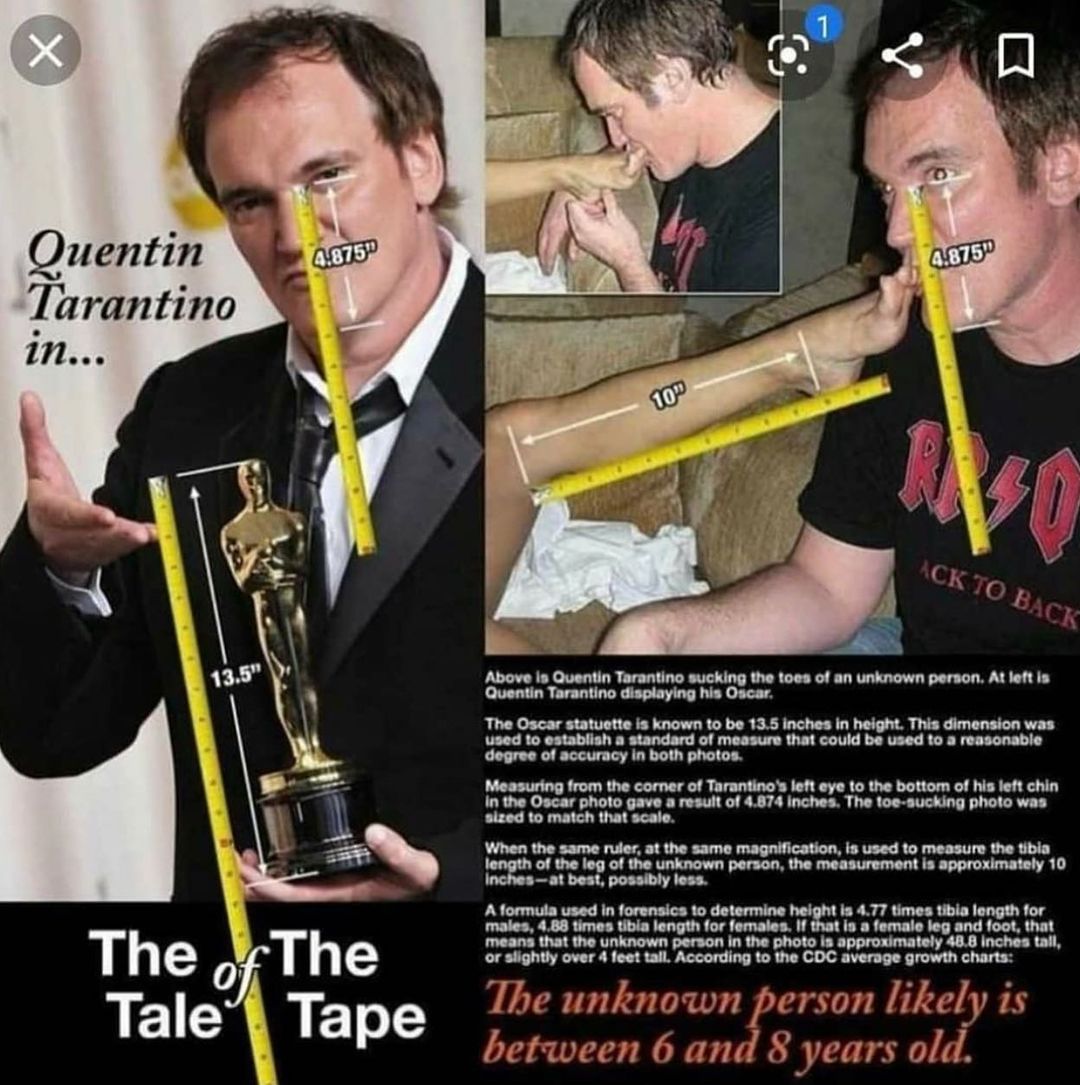 1
Quentin
Tarantino
in...
4.875"
13.5"
The of The
Tale Tape
4.875"
10"
ACK TO BACK
Above is Quentin Tarantino sucking the toes of an unknown person. At left is
Quentin Tarantino displaying his Oscar.
The Oscar statuette is known to be 13.5 inches in height. This dimension was
used to establish a standard of measure that could be used to a reasonable
degree of accuracy in both photos.
Measuring from the corner of Tarantino's left eye to the bottom of his left chin
in the Oscar photo gave a result of 4.874 inches. The toe-sucking photo was
sized to match that scale.
When the same ruler, at the same magnification, is used to measure the tibia
length of the leg of the unknown person, the measurement is approximately 10
inches—at best, possibly less.
A formula used in forensics to determine height is 4.77 times tibia length for
males, 4.88 times tibia length for females. If that is a female leg and foot, that
means that the unknown person in the photo is approximately 48.8 inches tall,
or slightly over 4 feet tall. According to the CDC average growth charts:
The unknown person likely is
between 6 and 8 years old.